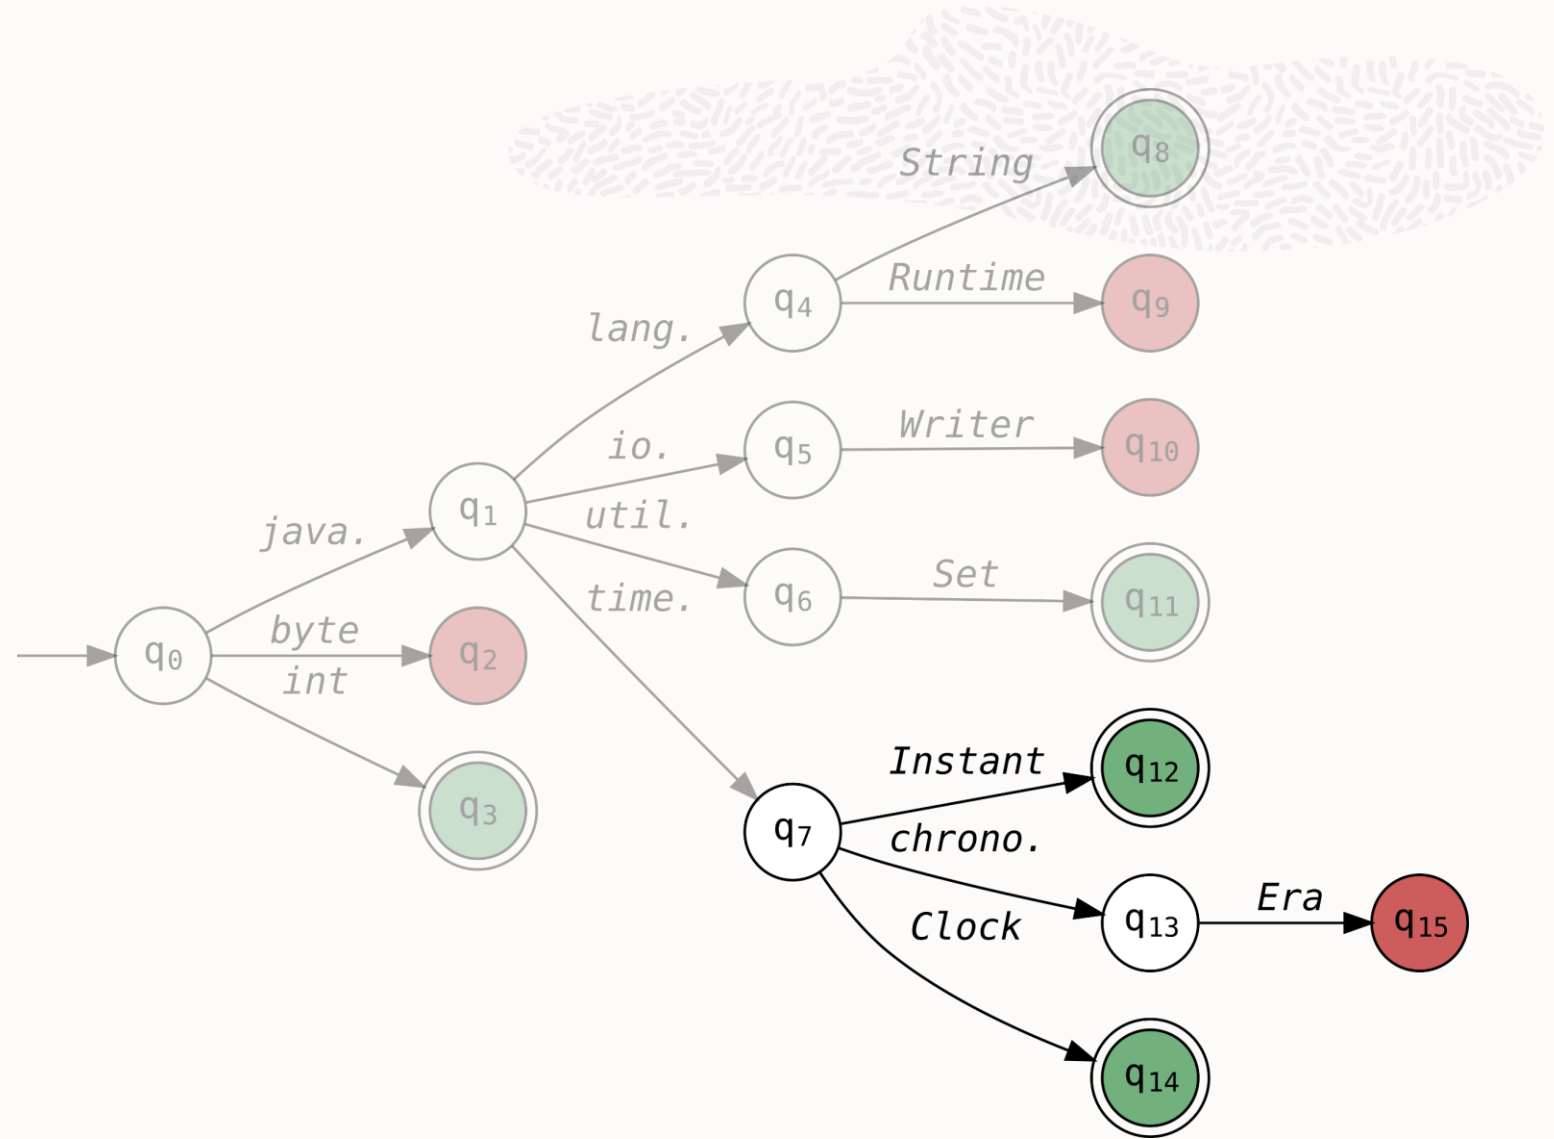 q8
String
q4
Runtime
q9
lang.
io.
q5
Writer
q10
q1
util.
java.
time.
q6
Set
q11
q0
byte
q2
int
q3
Instant
q12
q7
chrono.
Clock
q13
Era
q15
q14